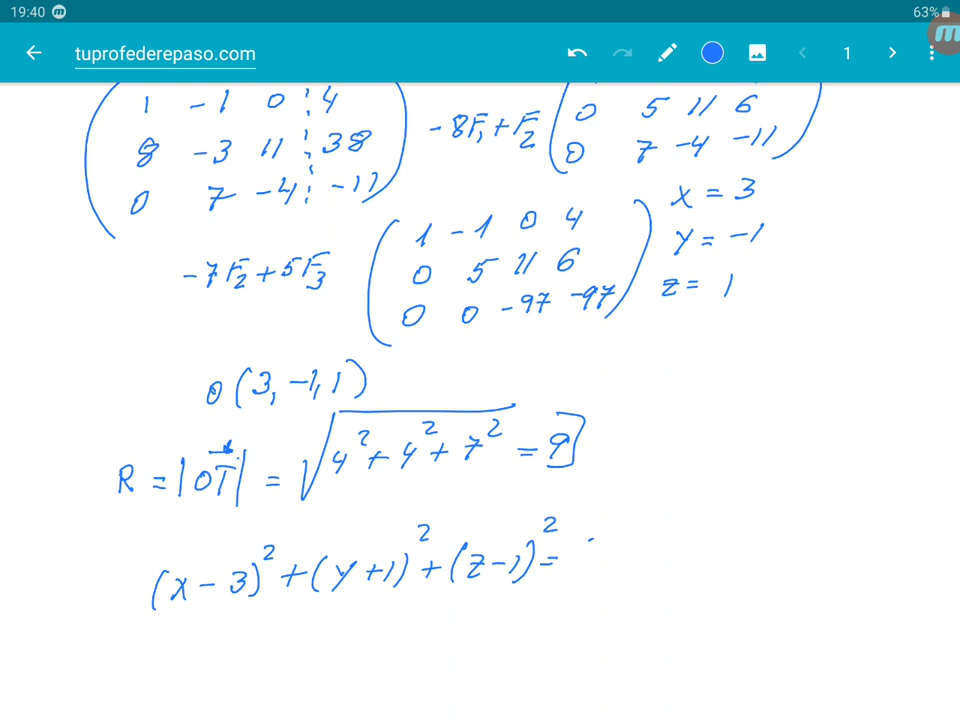 19:40 63%
tuprofederepaso.com 1
1 -1 0 4
8 -3 11 38
0 7 -4 -11
-8F₁+F₂
0 5 11 6
0 7 -4 -11
x = 3
y = -1
z = 1
-7F₂+5F₃
1 -1 0 4
0 5 11 6
0 0 -97 -97
O(3,-1,1)
R = |OT| = √4²+4²+7² = 9
(x-3)²+(y+1)²+(z-1)²=